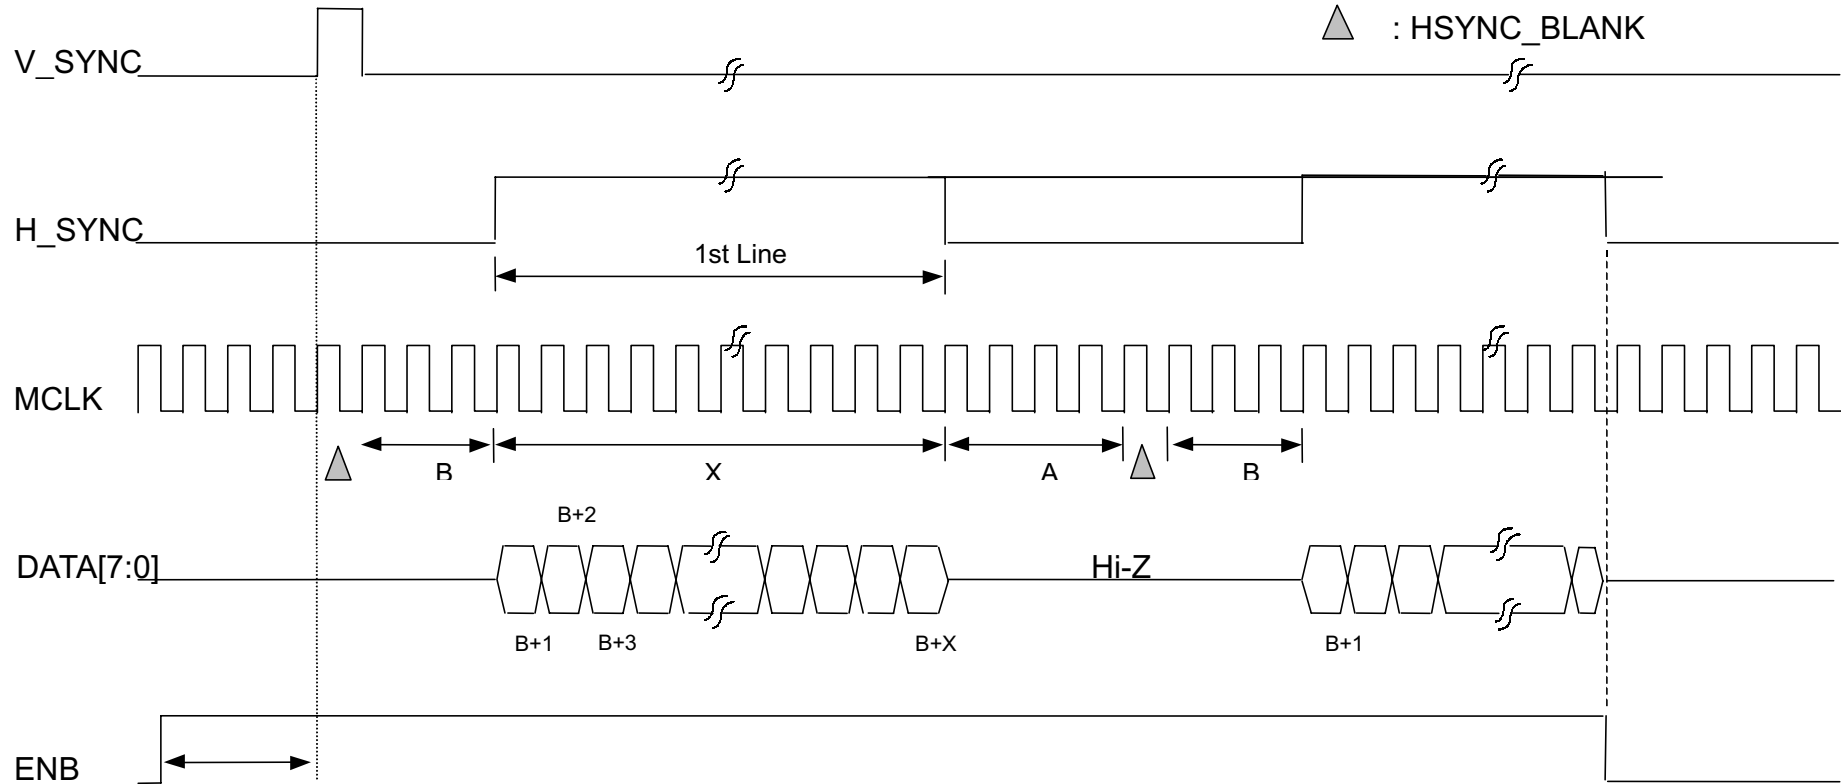 : HSYNC_BLANK
V_SYNC
H_SYNC
1st Line
MCLK
B X A B
B+2
DATA[7:0] Hi-Z
B+1 B+3 B+X B+1
ENB